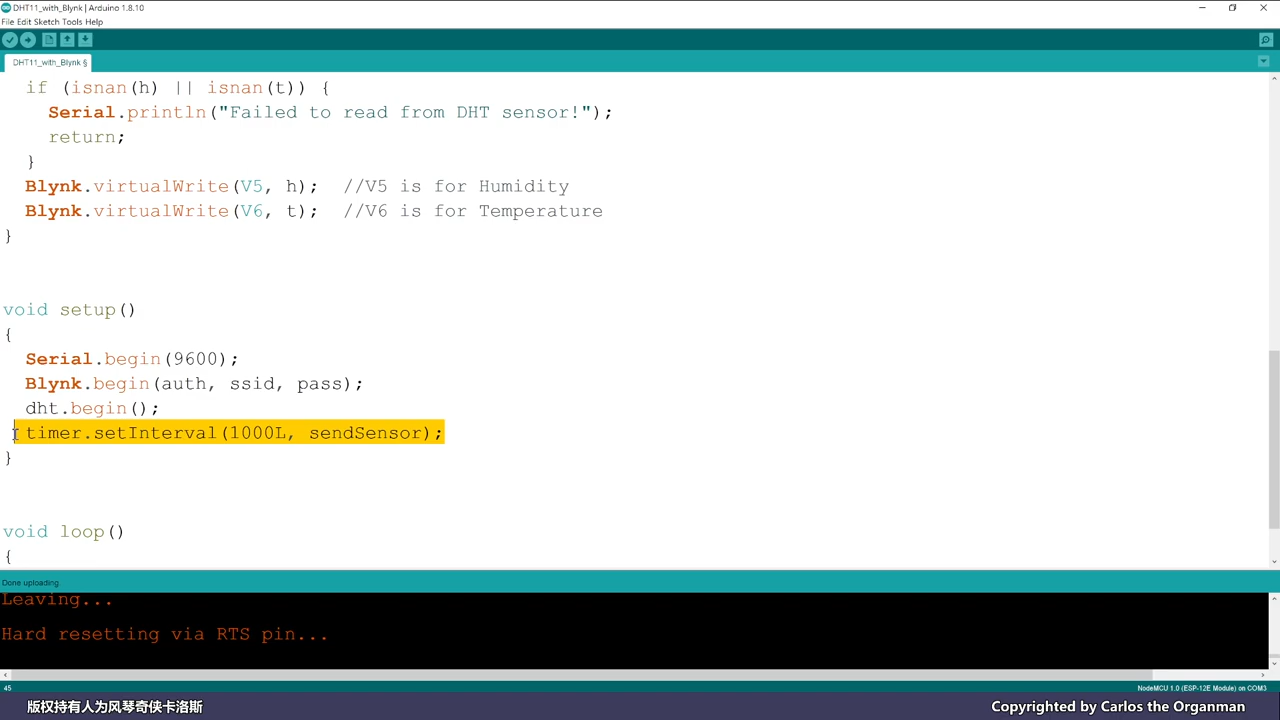 DHT11_with_Blynk | Arduino 1.8.10
File Edit Sketch Tools Help
DHT11_with_Blynk §
if (isnan(h) || isnan(t)) {
Serial.println("Failed to read from DHT sensor!");
return;
}
Blynk.virtualWrite(V5, h); //V5 is for Humidity
Blynk.virtualWrite(V6, t); //V6 is for Temperature
}
void setup()
{
Serial.begin(9600);
Blynk.begin(auth, ssid, pass);
dht.begin();
timer.setInterval(1000L, sendSensor);
}
void loop()
{
Done uploading.
Leaving...
Hard resetting via RTS pin...
45
NodeMCU 1.0 (ESP-12E Module) on COM3
版权持有人为风琴奇侠卡洛斯
Copyrighted by Carlos the Organman